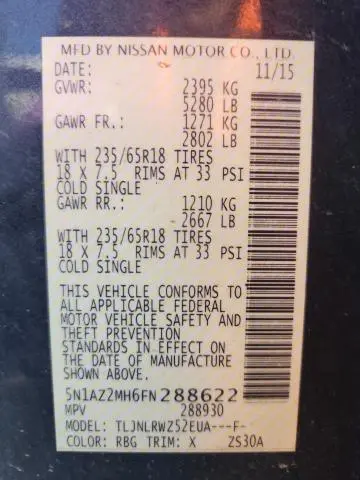 MFD BY NISSAN MOTOR CO., LTD.
DATE: 11/15
GVWR: 2395 KG
5280 LB
GAWR FR.: 1271 KG
2802 LB
WITH 235/65R18 TIRES
18 X 7.5 RIMS AT 33 PSI
COLD SINGLE
GAWR RR.: 1210 KG
2667 LB
WITH 235/65R18 TIRES
18 X 7.5 RIMS AT 33 PSI
COLD SINGLE
THIS VEHICLE CONFORMS TO
ALL APPLICABLE FEDERAL
MOTOR VEHICLE SAFETY AND
THEFT PREVENTION
STANDARDS IN EFFECT ON
THE DATE OF MANUFACTURE
SHOWN ABOVE.
5N1AZ2MH6FN288622
MPV 288930
MODEL: TLJNLRWZ52EUA---F-
COLOR: RBG TRIM: X ZS30A